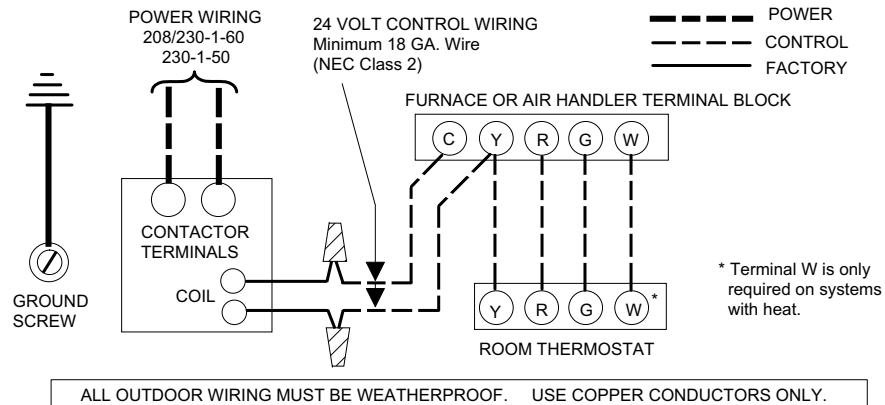 POWER WIRING
208/230-1-60
230-1-50
24 VOLT CONTROL WIRING
Minimum 18 GA. Wire
(NEC Class 2)
POWER
CONTROL
FACTORY
FURNACE OR AIR HANDLER TERMINAL BLOCK
C Y R G W
CONTACTOR
TERMINALS
COIL
GROUND
SCREW
Y R G W *
ROOM THERMOSTAT
* Terminal W is only
required on systems
with heat.
ALL OUTDOOR WIRING MUST BE WEATHERPROOF. USE COPPER CONDUCTORS ONLY.